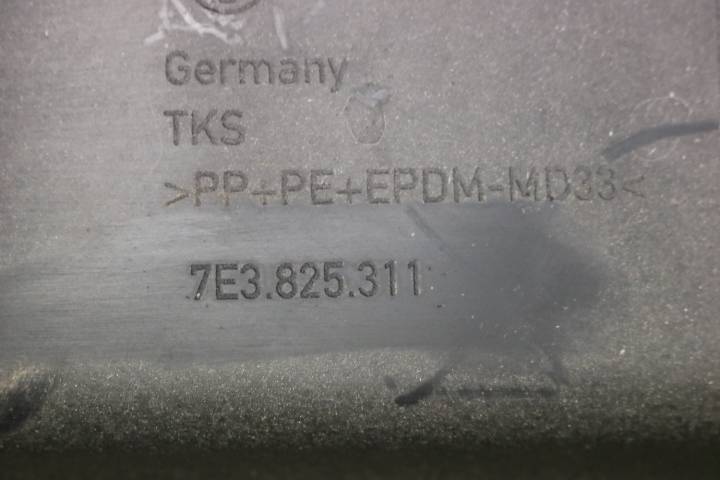 Germany
TKS
>PP+PE+EPDM-MD33<
7E3.825.311